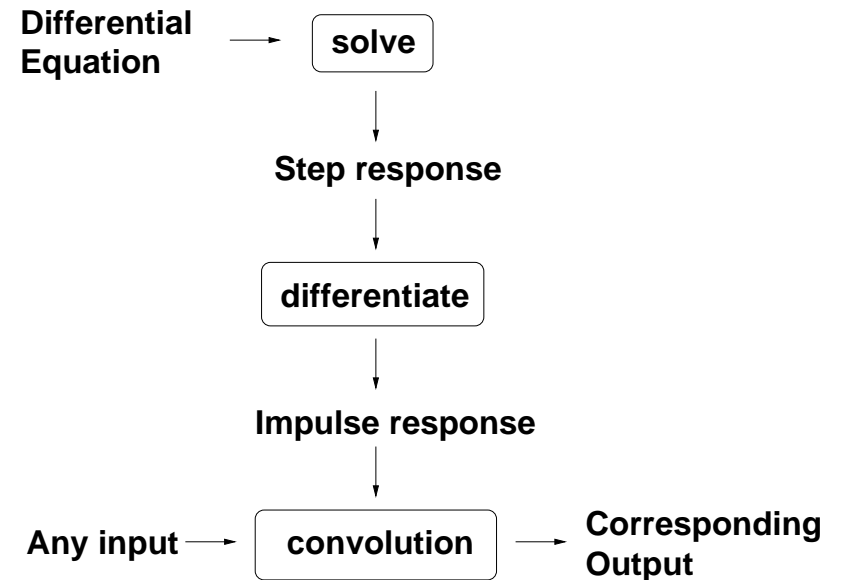 Differential
Equation
solve
Step response
differentiate
Impulse response
Any input
convolution
Corresponding
Output